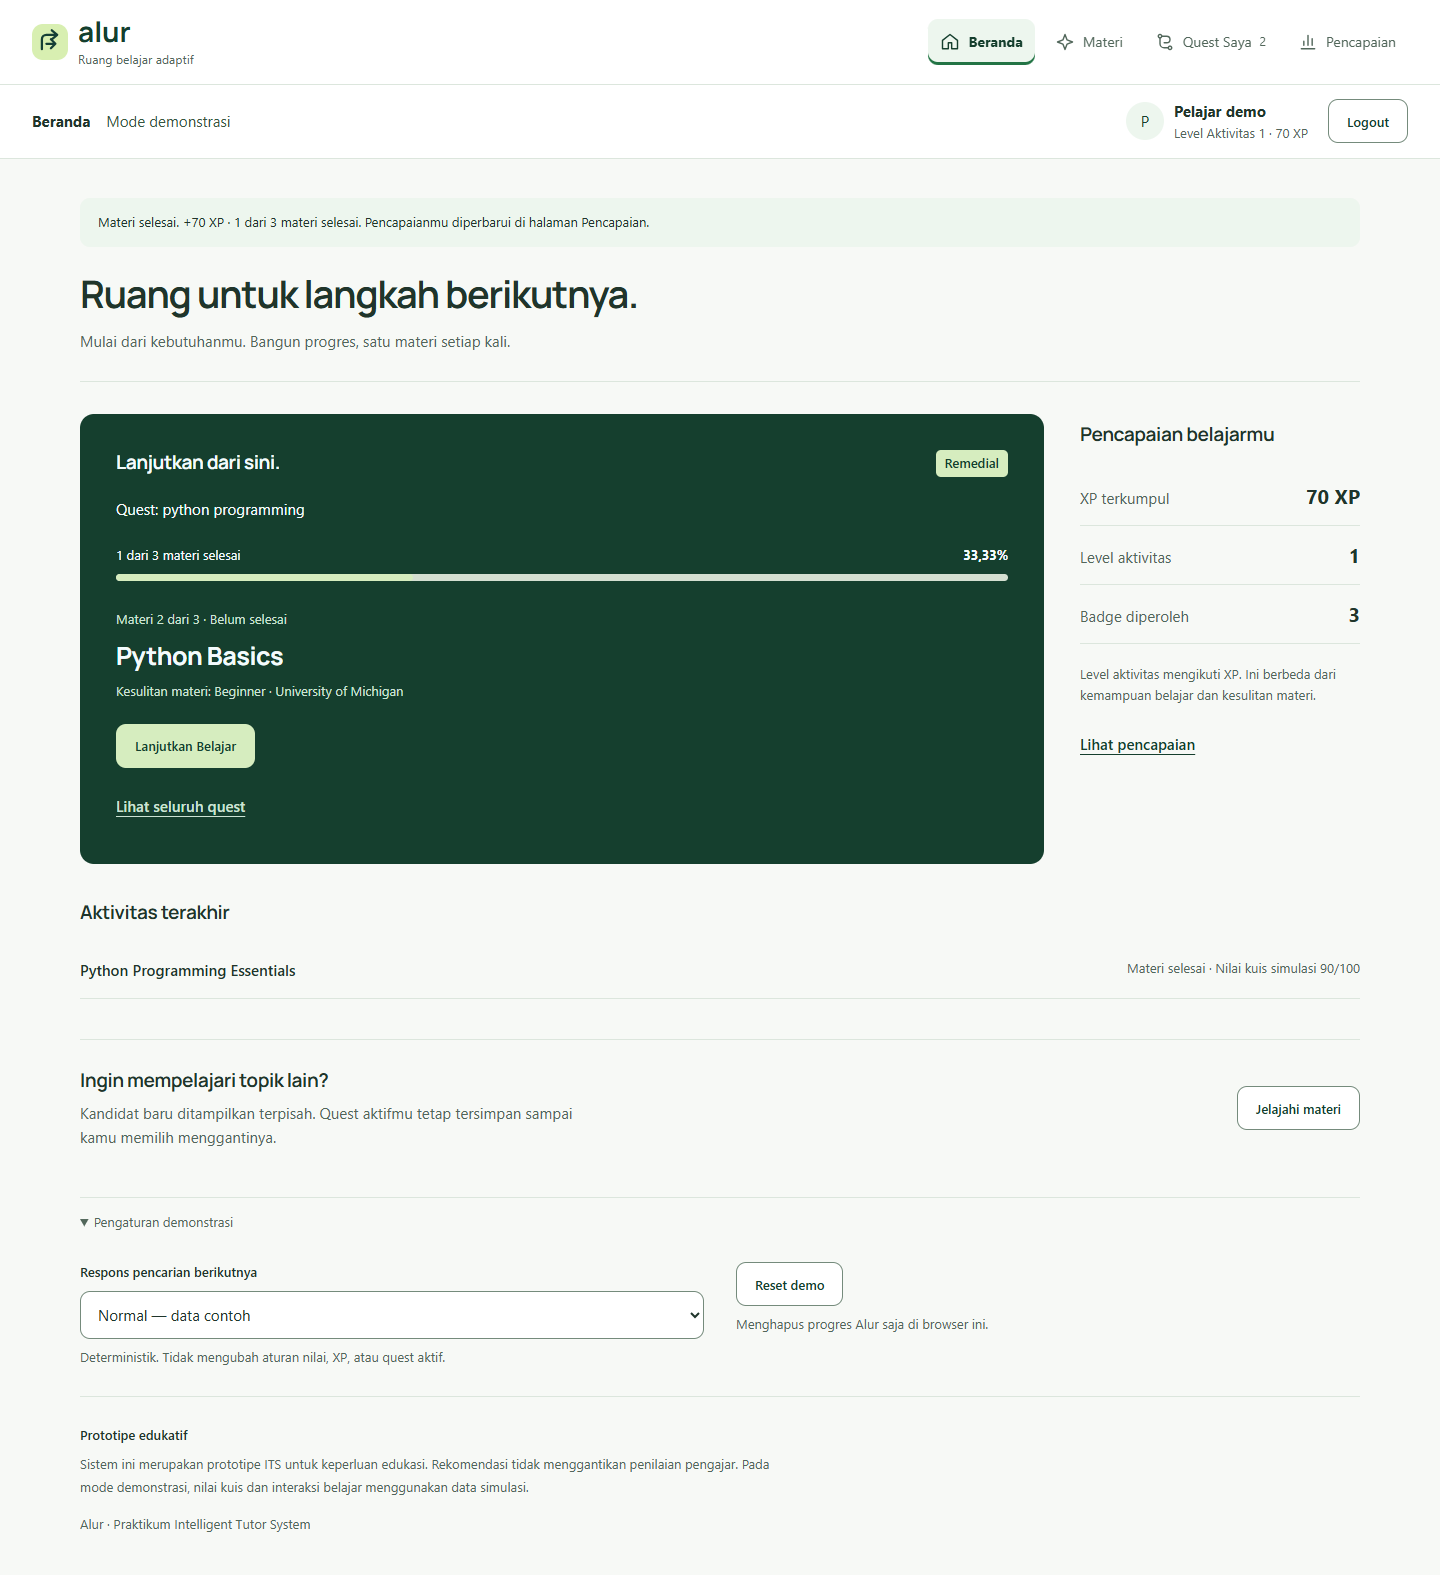 alur
Ruang belajar adaptif
Beranda
Materi
Quest Saya 2
Pencapaian
Beranda Mode demonstrasi
P
Pelajar demo
Level Aktivitas 1 · 70 XP
Logout
Materi selesai. +70 XP · 1 dari 3 materi selesai. Pencapaianmu diperbarui di halaman Pencapaian.
Ruang untuk langkah berikutnya.
Mulai dari kebutuhanmu. Bangun progres, satu materi setiap kali.
Lanjutkan dari sini.
Remedial
Quest: python programming
1 dari 3 materi selesai
33,33%
Materi 2 dari 3 · Belum selesai
Python Basics
Kesulitan materi: Beginner · University of Michigan
Lanjutkan Belajar
Lihat seluruh quest
Pencapaian belajarmu
XP terkumpul 70 XP
Level aktivitas 1
Badge diperoleh 3
Level aktivitas mengikuti XP. Ini berbeda dari
kemampuan belajar dan kesulitan materi.
Lihat pencapaian
Aktivitas terakhir
Python Programming Essentials
Materi selesai · Nilai kuis simulasi 90/100
Ingin mempelajari topik lain?
Kandidat baru ditampilkan terpisah. Quest aktifmu tetap tersimpan sampai
kamu memilih menggantinya.
Jelajahi materi
▼ Pengaturan demonstrasi
Respons pencarian berikutnya
Normal — data contoh
Deterministik. Tidak mengubah aturan nilai, XP, atau quest aktif.
Reset demo
Menghapus progres Alur saja di browser ini.
Prototipe edukatif
Sistem ini merupakan prototipe ITS untuk keperluan edukasi. Rekomendasi tidak menggantikan penilaian pengajar. Pada
mode demonstrasi, nilai kuis dan interaksi belajar menggunakan data simulasi.
Alur · Praktikum Intelligent Tutor System